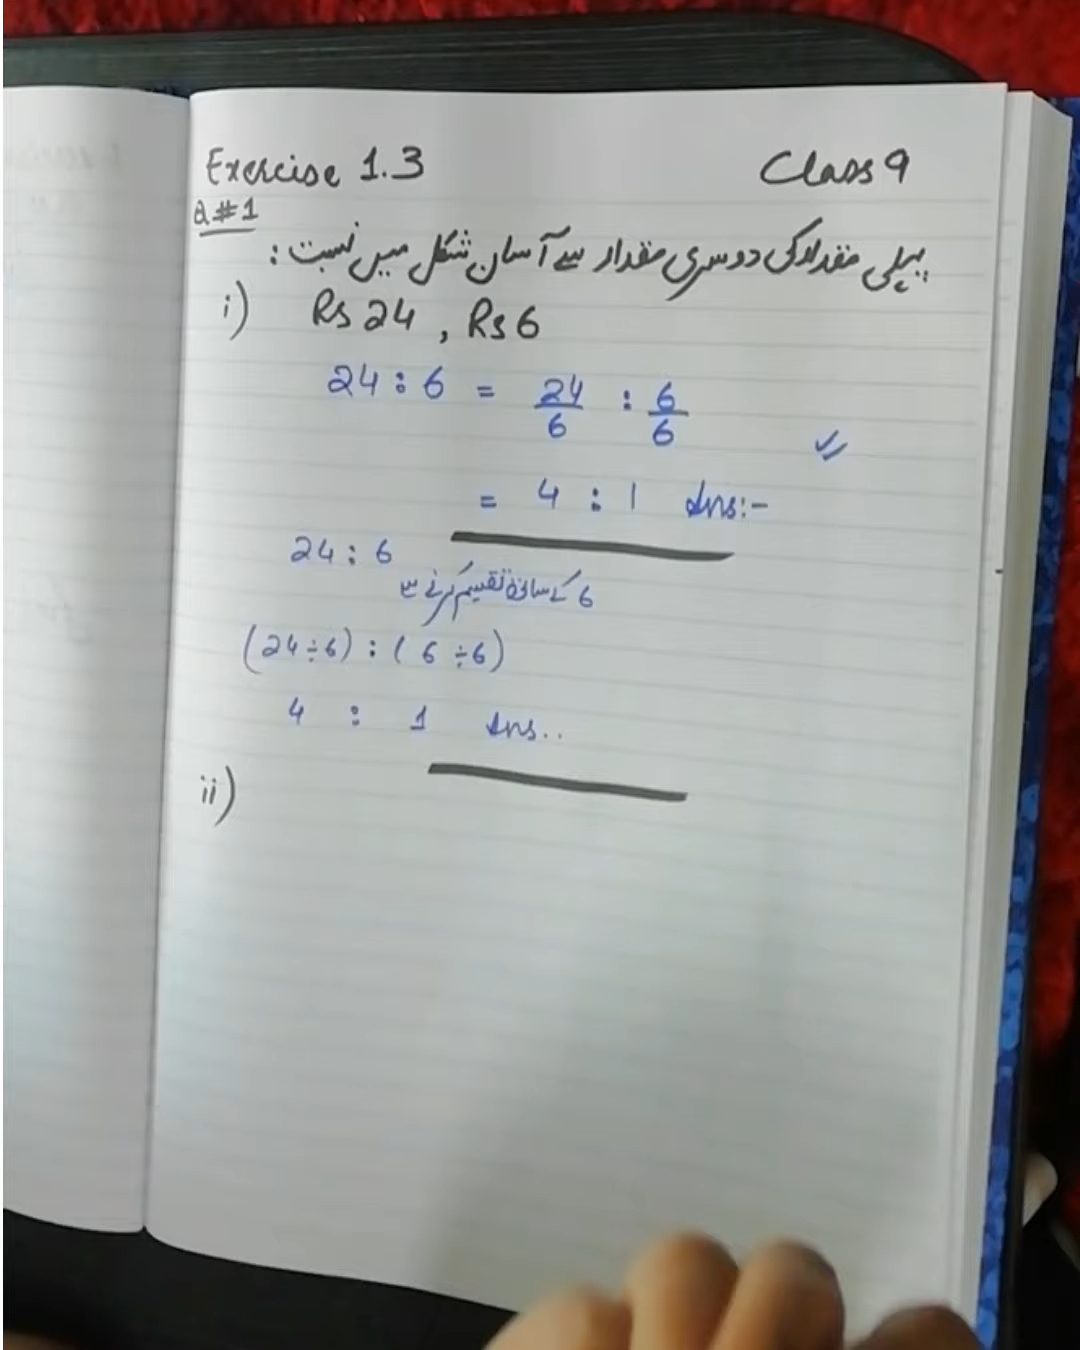 Exercise 1.3 Class 9
Q#1
پہلی مقدار کی دوسری مقدار سے آسان شکل میں نسبت :
i) Rs 24 , Rs 6
24 : 6 = 24/6 : 6/6
= 4 : 1 Ans:-
24 : 6
6 کے ساتھ تقسیم کرنے سے
(24÷6) : (6÷6)
4 : 1 Ans..
ii)